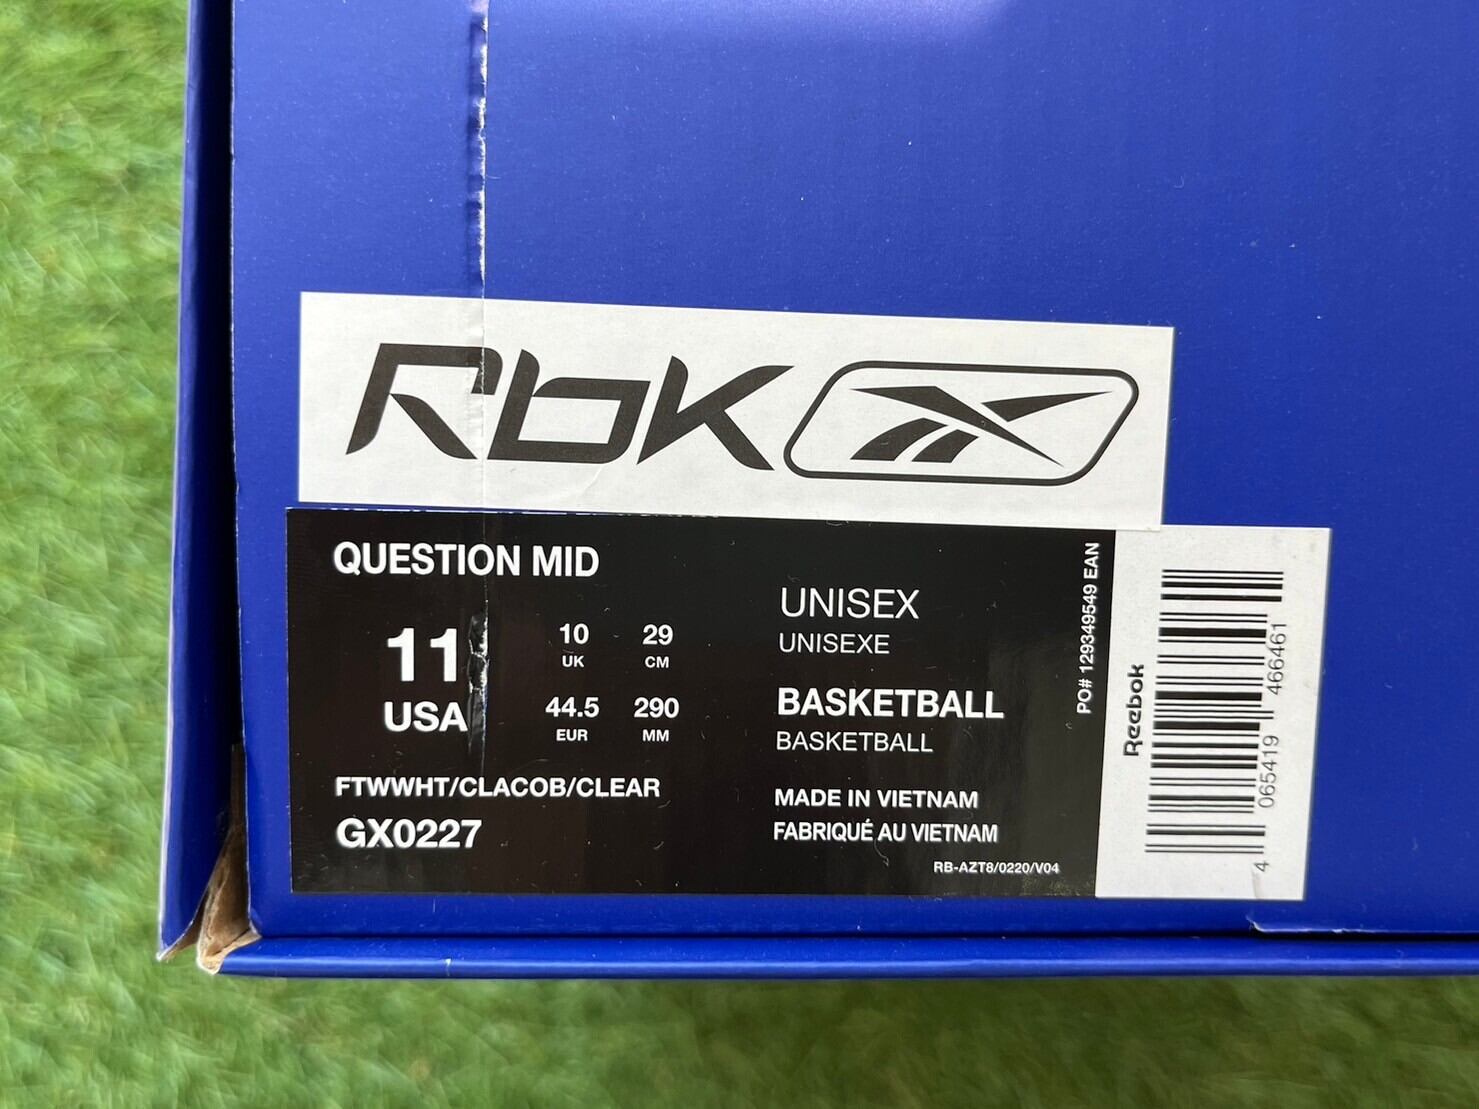 Rbk
QUESTION MID
11
USA
10
UK
29
CM
44.5
EUR
290
MM
FTWWHT/CLACOB/CLEAR
GX0227
UNISEX
UNISEXE
BASKETBALL
BASKETBALL
MADE IN VIETNAM
FABRIQUÉ AU VIETNAM
RB-AZT8/0220/V04
PO# 129349549 EAN
Reebok
4 065419 466461